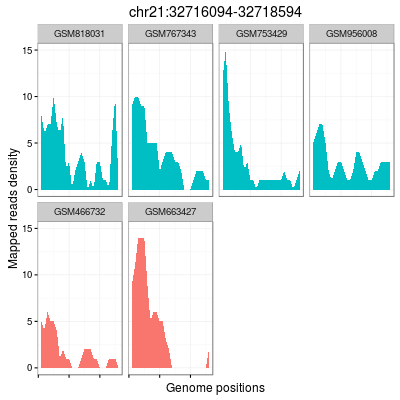 chr21:32716094-32718594
GSM818031 GSM767343 GSM753429 GSM956008
15
10
5
0
GSM466732 GSM663427
15
10
5
0
Mapped reads density
Genome positions